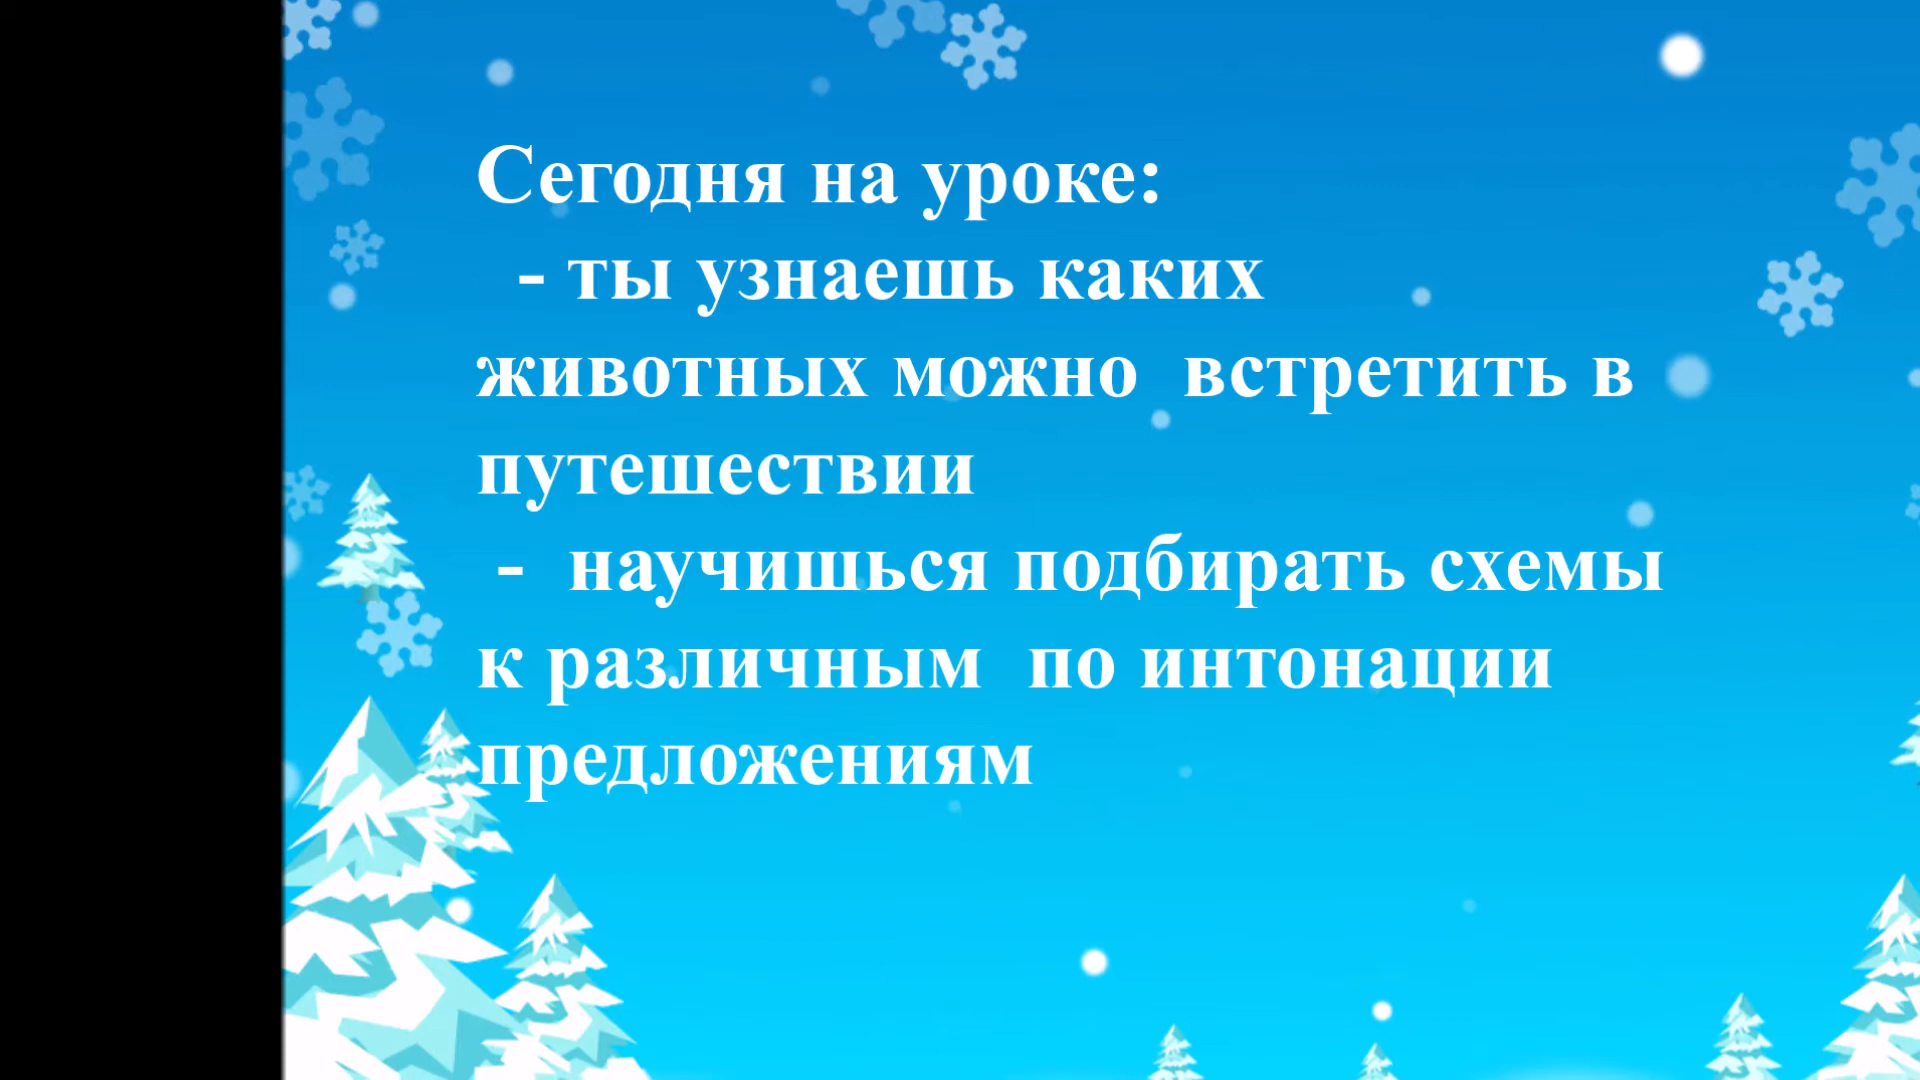 Сегодня на уроке:
- ты узнаешь каких
животных можно встретить в
путешествии
- научишься подбирать схемы
к различным по интонации
предложениям